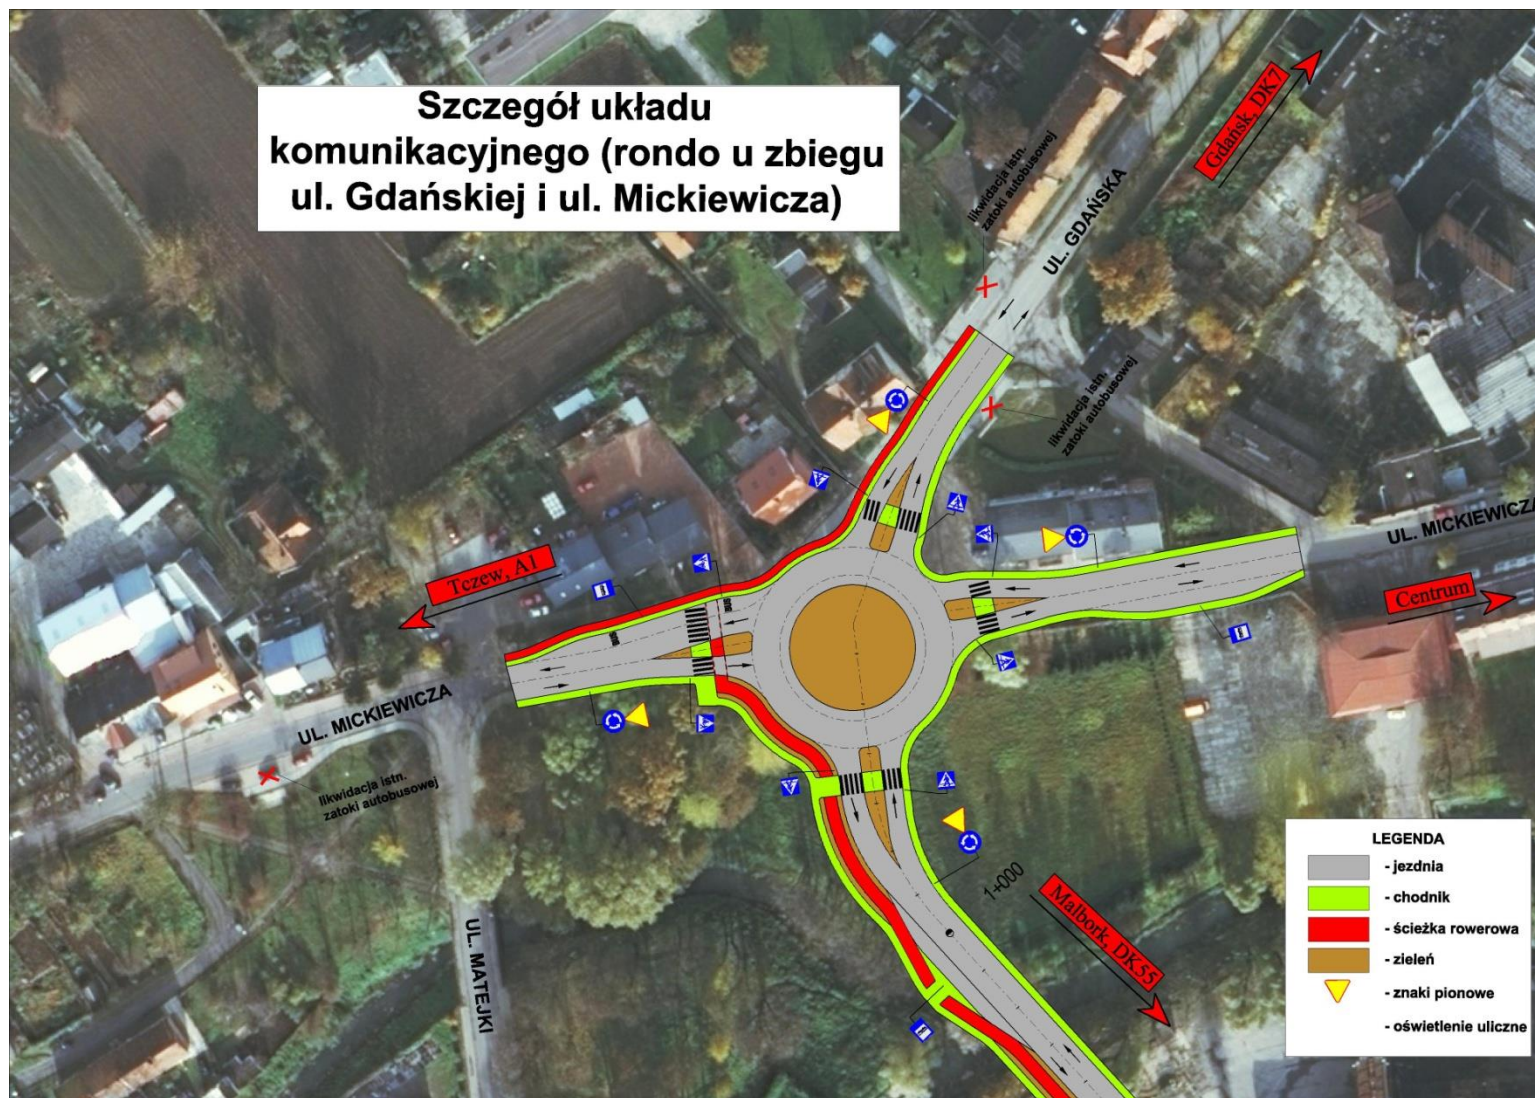 Szczegół układu
komunikacyjnego (rondo u zbiegu
ul. Gdańskiej i ul. Mickiewicza)
Gdańsk, DK7
likwidacja istn.
zatoki autobusowej
UL. GDAŃSKA
likwidacja istn.
zatoki autobusowej
UL. MICKIEWICZA
Tczew, A1
Centrum
UL. MICKIEWICZA
likwidacja istn.
zatoki autobusowej
1+000
Malbork, DK55
UL. MATEJKI
LEGENDA
- jezdnia
- chodnik
- ścieżka rowerowa
- zieleń
- znaki pionowe
- oświetlenie uliczne